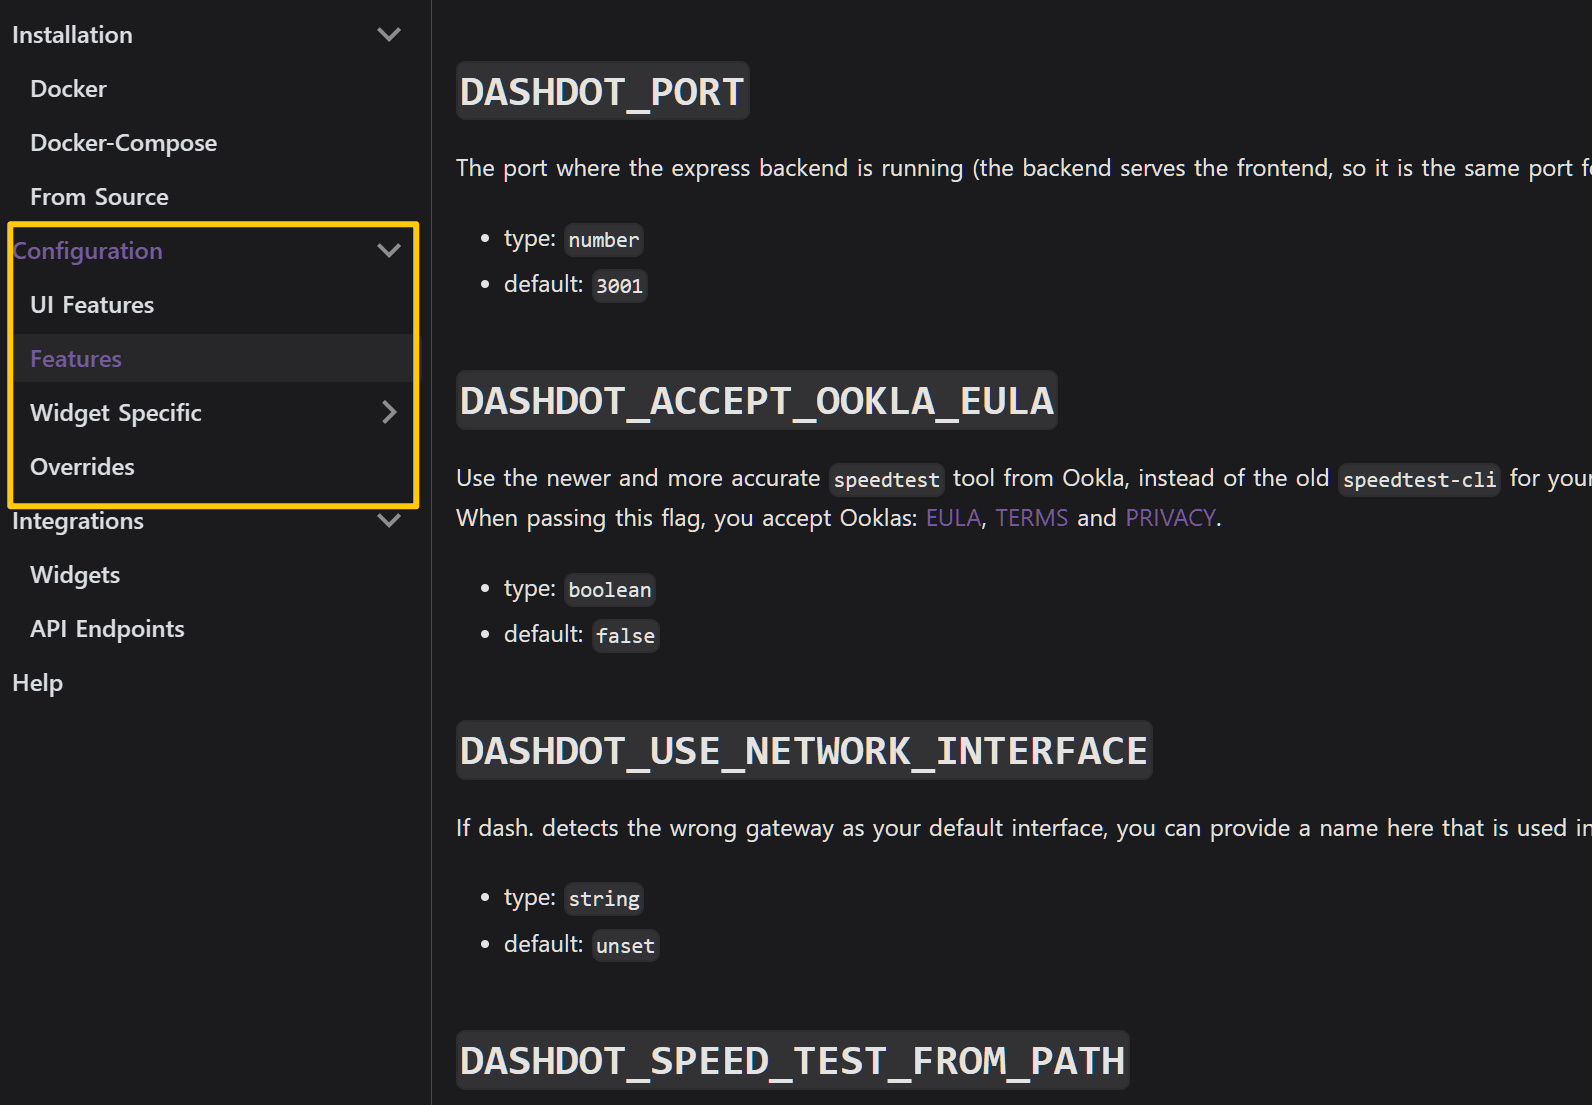 Installation
Docker
Docker-Compose
From Source
Configuration
UI Features
Features
Widget Specific
Overrides
Integrations
Widgets
API Endpoints
Help
DASHDOT_PORT
The port where the express backend is running (the backend serves the frontend, so it is the same port
type: number
default: 3001
DASHDOT_ACCEPT_OOKLA_EULA
Use the newer and more accurate speedtest tool from Ookla, instead of the old speedtest-cli for your
When passing this flag, you accept Ooklas: EULA, TERMS and PRIVACY.
type: boolean
default: false
DASHDOT_USE_NETWORK_INTERFACE
If dash. detects the wrong gateway as your default interface, you can provide a name here that is used
type: string
default: unset
DASHDOT_SPEED_TEST_FROM_PATH